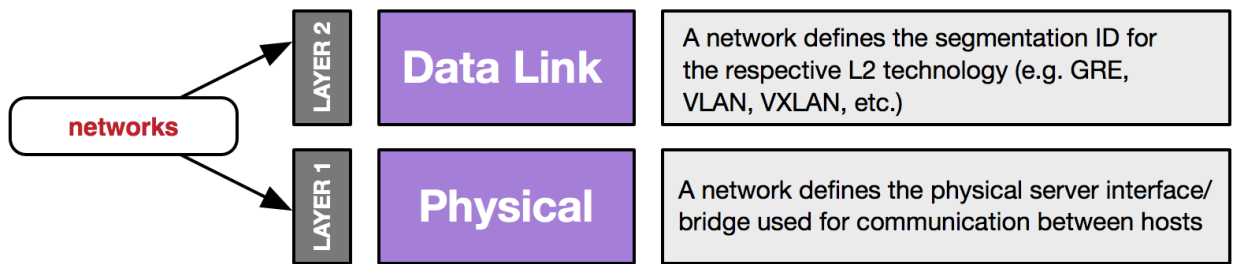 networks
LAYER 2
Data Link
A network defines the segmentation ID for
the respective L2 technology (e.g. GRE,
VLAN, VXLAN, etc.)
LAYER 1
Physical
A network defines the physical server interface/
bridge used for communication between hosts